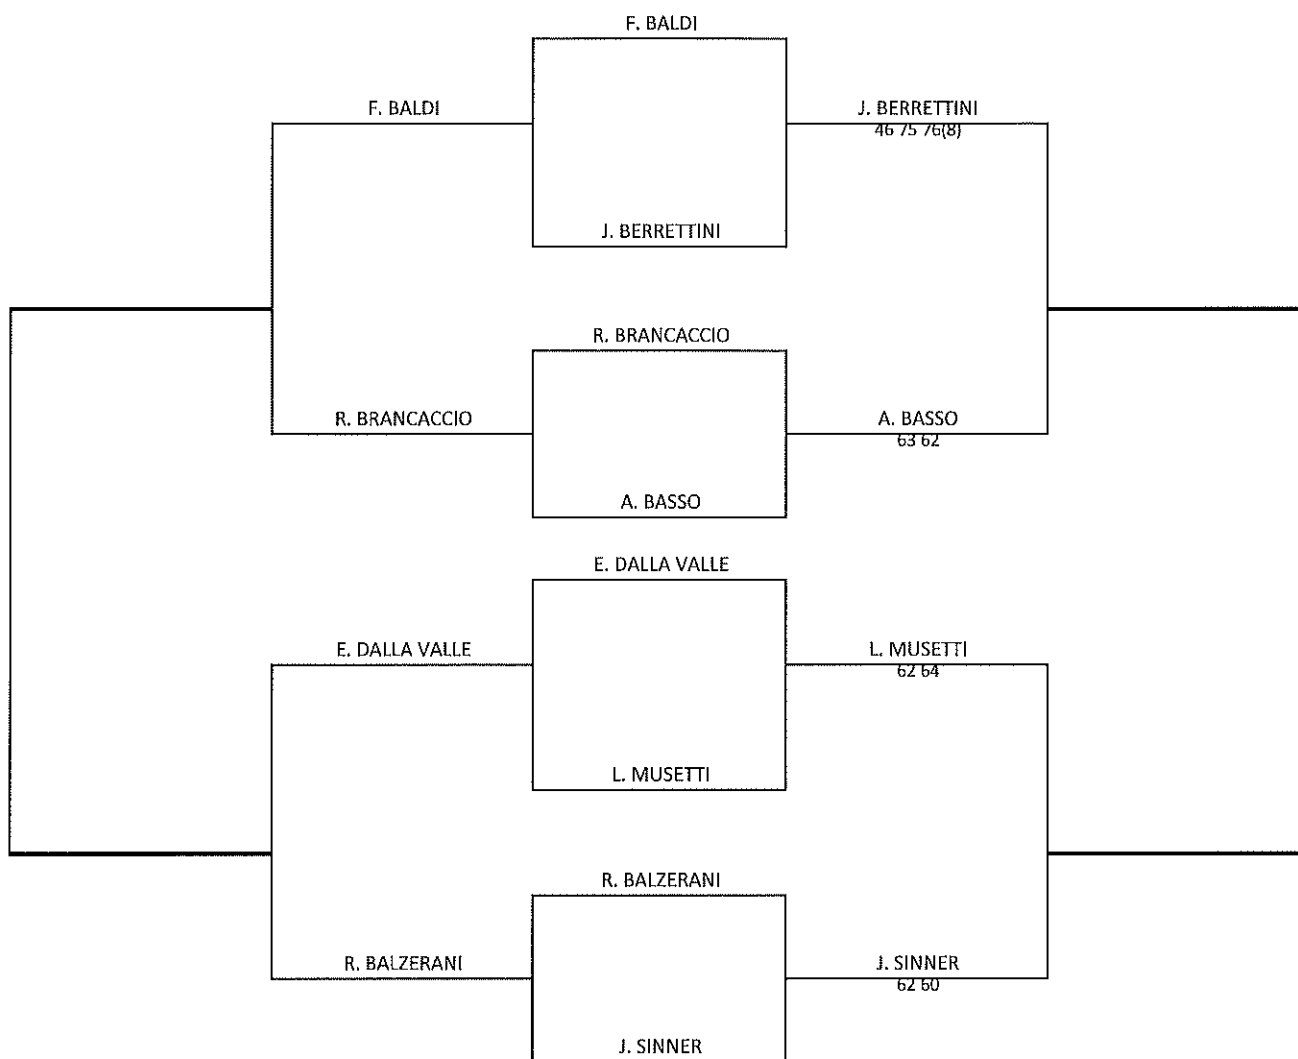 F. BALDI
F. BALDI
J. BERRETTINI
46 75 76(8)
J. BERRETTINI
R. BRANCACCIO
R. BRANCACCIO
A. BASSO
63 62
A. BASSO
E. DALLA VALLE
E. DALLA VALLE
L. MUSETTI
62 64
L. MUSETTI
R. BALZERANI
R. BALZERANI
J. SINNER
62 60
J. SINNER